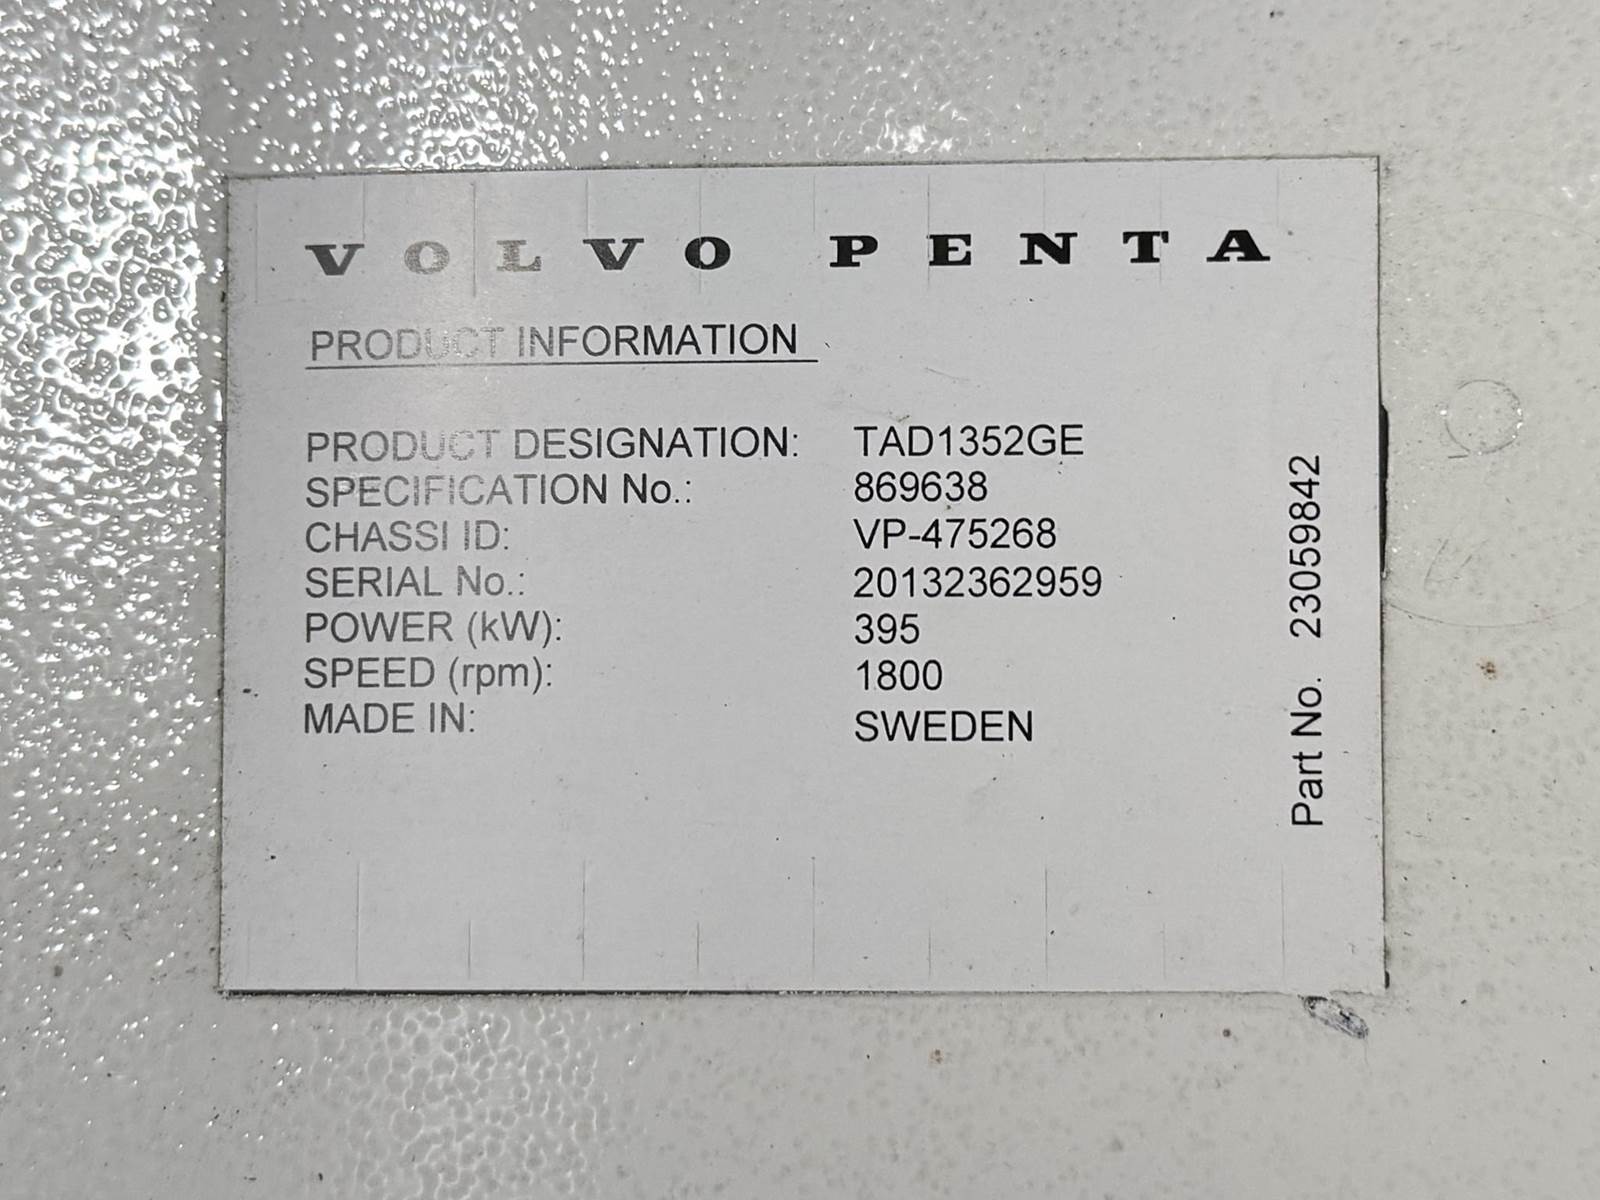 VOLVO PENTA
PRODUCT INFORMATION
PRODUCT DESIGNATION: TAD1352GE
SPECIFICATION No.: 869638
CHASSI ID: VP-475268
SERIAL No.: 20132362959
POWER (kW): 395
SPEED (rpm): 1800
MADE IN: SWEDEN
Part No. 23059842